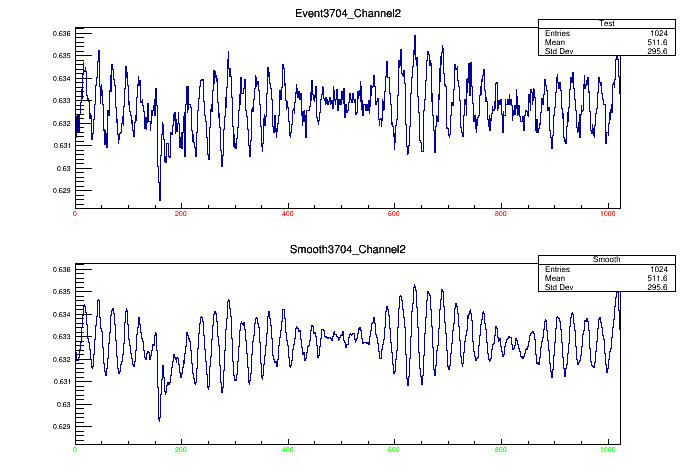 Event3704_Channel2
Test
Entries 1024
Mean 511.6
Std Dev 295.6
0.636
0.635
0.634
0.633
0.632
0.631
0.63
0.629
0 200 400 600 800 1000
Smooth3704_Channel2
Smooth
Entries 1024
Mean 511.6
Std Dev 295.6
0.636
0.635
0.634
0.633
0.632
0.631
0.63
0.629
0 200 400 600 800 1000